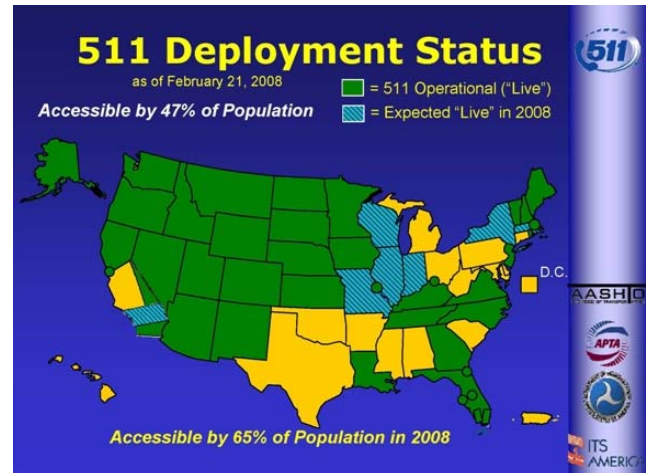 511 Deployment Status
as of February 21, 2008
= 511 Operational ("Live")
Accessible by 47% of Population
= Expected "Live" in 2008
511
D.C.
AASHTO
APTA
Accessible by 65% of Population in 2008
ITS
AMERICA